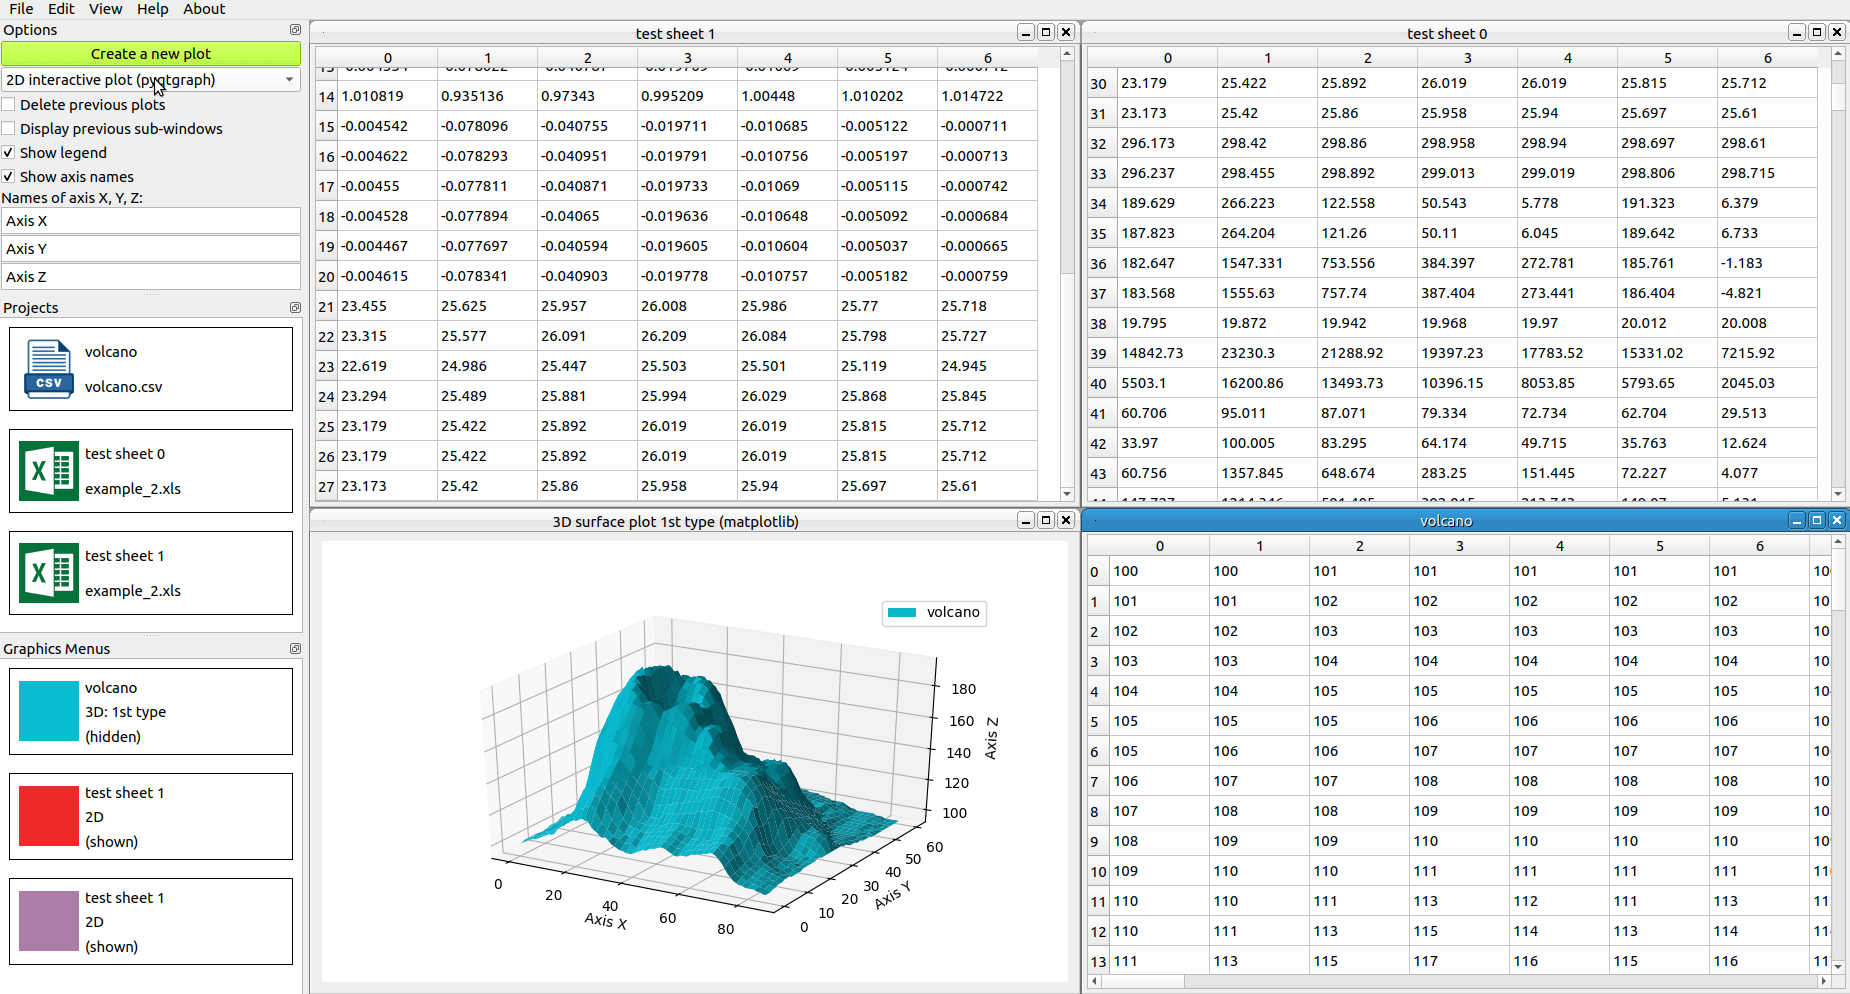 File Edit View Help About
Options
Create a new plot
2D interactive plot (pyqtgraph)
Delete previous plots
Display previous sub-windows
Show legend
Show axis names
Names of axis X, Y, Z:
Axis X
Axis Y
Axis Z
Projects
volcano
volcano.csv
CSV
test sheet 0
example_2.xls
test sheet 1
example_2.xls
Graphics Menus
volcano
3D: 1st type
(hidden)
test sheet 1
2D
(shown)
test sheet 1
2D
(shown)
test sheet 1
0 1 2 3 4 5 6
14 1.010819 0.935136 0.97343 0.995209 1.00448 1.010202 1.014722
15 -0.004542 -0.078096 -0.040755 -0.019711 -0.010685 -0.005122 -0.000711
16 -0.004622 -0.078293 -0.040951 -0.019791 -0.010756 -0.005197 -0.000713
17 -0.00455 -0.077811 -0.040871 -0.019733 -0.01069 -0.005115 -0.000742
18 -0.004528 -0.077894 -0.04065 -0.019636 -0.010648 -0.005092 -0.000684
19 -0.004467 -0.077697 -0.040594 -0.019605 -0.010604 -0.005037 -0.000665
20 -0.004615 -0.078341 -0.040903 -0.019778 -0.010757 -0.005182 -0.000759
21 23.455 25.625 25.957 26.008 25.986 25.77 25.718
22 23.315 25.577 26.091 26.209 26.084 25.798 25.727
23 22.619 24.986 25.447 25.503 25.501 25.119 24.945
24 23.294 25.489 25.881 25.994 26.029 25.868 25.845
25 23.179 25.422 25.892 26.019 26.019 25.815 25.712
26 23.179 25.422 25.892 26.019 26.019 25.815 25.712
27 23.173 25.42 25.86 25.958 25.94 25.697 25.61
test sheet 0
0 1 2 3 4 5 6
30 23.179 25.422 25.892 26.019 26.019 25.815 25.712
31 23.173 25.42 25.86 25.958 25.94 25.697 25.61
32 296.173 298.42 298.86 298.958 298.94 298.697 298.61
33 296.237 298.455 298.892 299.013 299.019 298.806 298.715
34 189.629 266.223 122.558 50.543 5.778 191.323 6.379
35 187.823 264.204 121.26 50.11 6.045 189.642 6.733
36 182.647 1547.331 753.556 384.397 272.781 185.761 -1.183
37 183.568 1555.63 757.74 387.404 273.441 186.404 -4.821
38 19.795 19.872 19.942 19.968 19.97 20.012 20.008
39 14842.73 23230.3 21288.92 19397.23 17783.52 15331.02 7215.92
40 5503.1 16200.86 13493.73 10396.15 8053.85 5793.65 2045.03
41 60.706 95.011 87.071 79.334 72.734 62.704 29.513
42 33.97 100.005 83.295 64.174 49.715 35.763 12.624
43 60.756 1357.845 648.674 283.25 151.445 72.227 4.077
3D surface plot 1st type (matplotlib)
volcano
180
160
140
120
100
Axis Z
0 20 40 60 80
Axis X
0 10 20 30 40 50 60
Axis Y
volcano
0 1 2 3 4 5 6
0 100 100 101 101 101 101 101
1 101 101 102 102 102 102 102
2 102 102 103 103 103 103 103
3 103 103 104 104 104 104 104
4 104 104 105 105 105 105 105
5 105 105 105 106 106 106 106
6 105 106 106 107 107 107 107
7 106 107 107 108 108 108 108
8 107 108 108 109 109 109 109
9 108 109 109 110 110 110 110
10 109 110 110 111 111 111 111
11 110 110 111 113 112 111 113
12 110 111 113 115 114 113 114
13 111 113 115 117 116 115 116